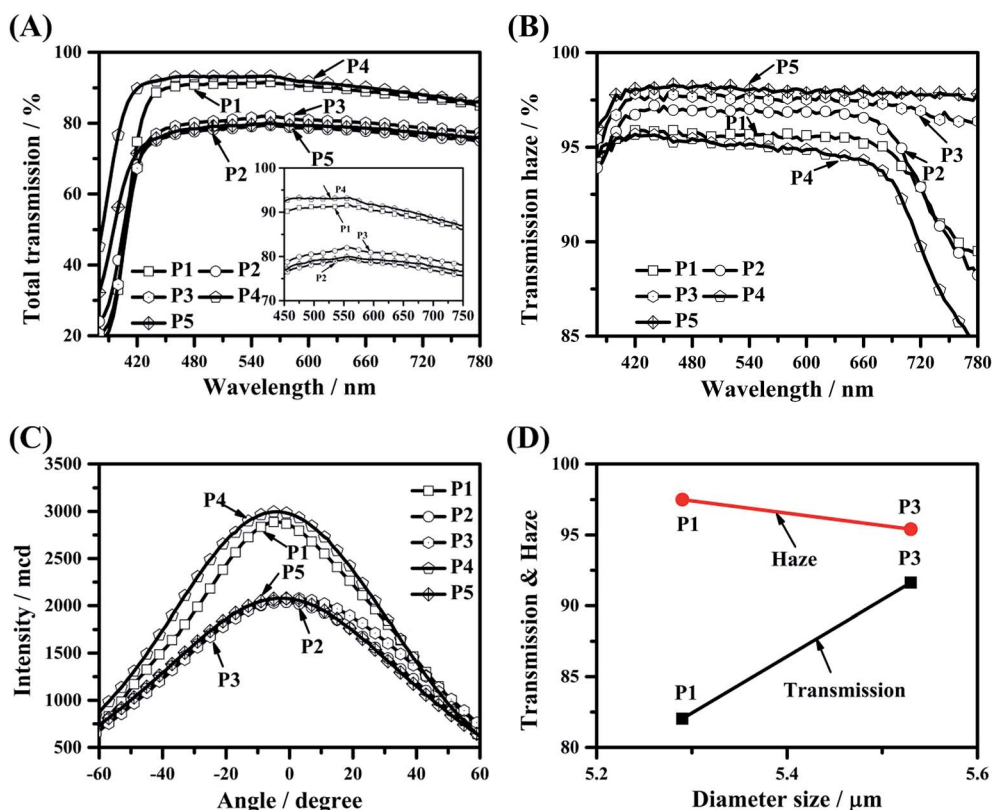 (A)
100
80
60
40
20
Total transmission / %
P4
P1
P3
P2
P5
100
90
80
70
P4
P1
P3
P2
450 500 550 600 650 700 750
P1 P2
P3 P4
P5
420 480 540 600 660 720 780
Wavelength / nm
(B)
100
95
90
85
Transmission haze / %
P5
P1
P3
P2
P4
P1 P2
P3 P4
P5
420 480 540 600 660 720 780
Wavelength / nm
(C)
3500
3000
2500
2000
1500
1000
500
Intensity / mcd
P4
P1
P5
P2
P3
P1
P2
P3
P4
P5
-60 -40 -20 0 20 40 60
Angle / degree
(D)
100
95
90
85
80
Transmission & Haze
P1
P3
Haze
P3
P1
Transmission
5.2 5.4 5.6
Diameter size / μm